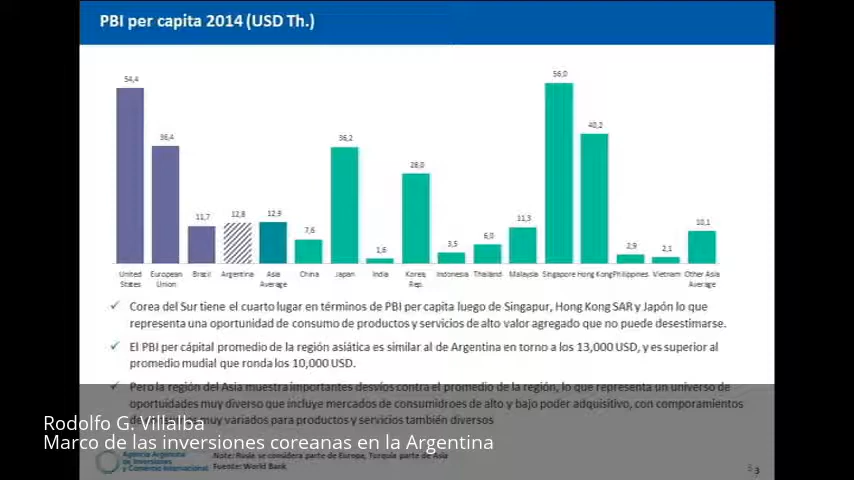 PBI per capita 2014 (USD Th.)
54,4
36,4
11,7
12,8
12,9
7,6
36,2
1,6
28,0
3,5
6,0
11,3
56,0
40,2
2,9
2,1
10,1
United States
European Union
Brazil
Argentina
Asia Average
China
Japan
India
Korea, Rep.
Indonesia
Thailand
Malaysia
Singapore
Hong Kong
Philippines
Vietnam
Other Asia Average
✓ Corea del Sur tiene el cuarto lugar en términos de PBI per capita luego de Singapur, Hong Kong SAR y Japón lo que
representa una oportunidad de consumo de productos y servicios de alto valor agregado que no puede desestimarse.
✓ El PBI per cápital promedio de la región asiática es similar al de Argentina en torno a los 13,000 USD, y es superior al
promedio mudial que ronda los 10,000 USD.
✓ Pero la región del Asia muestra importantes desvíos contra el promedio de la región, lo que representa un universo de
oportuidades muy diverso que incluye mercados de consumidroes de alto y bajo poder adquisitivo, con comporamientos
muy variados para productos y servicios también diversos
Rodolfo G. Villalba
Marco de las inversiones coreanas en la Argentina
Agencia Argentina
de Inversiones
y Comercio Internacional
Note: Rusia se considera parte de Europa, Turquía parte de Asia
Fuente: World Bank
3